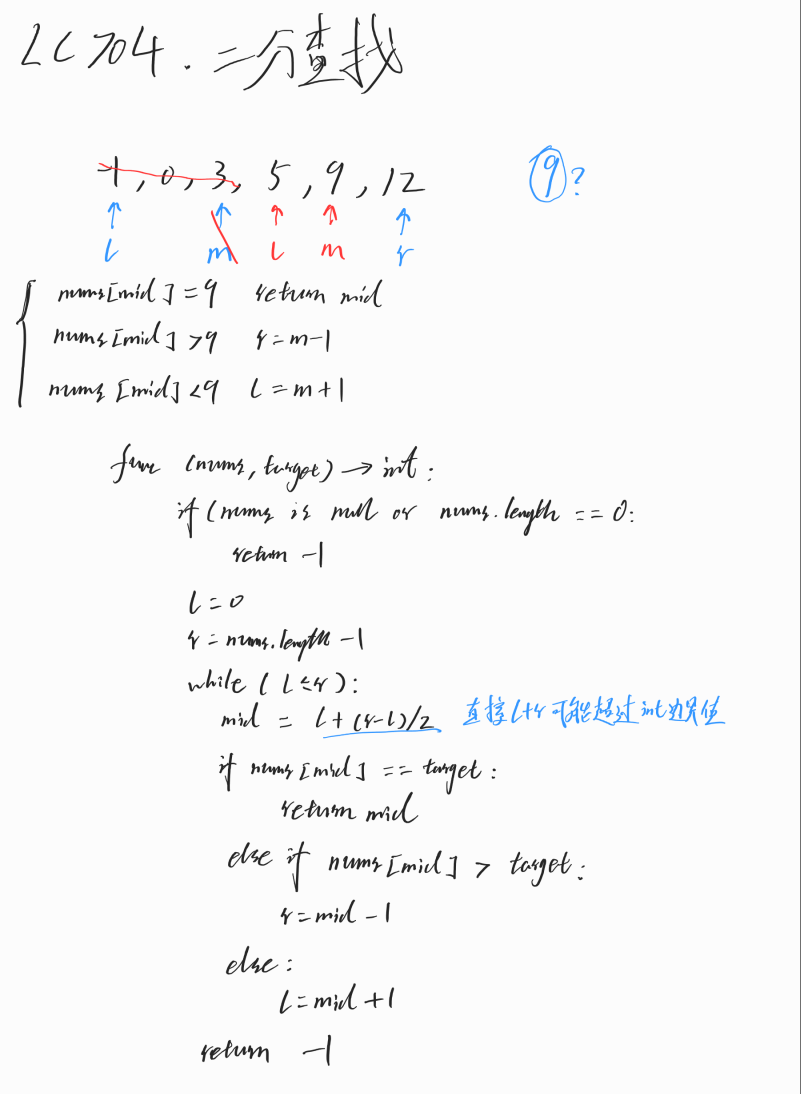 LC704. 二分查找
-1, 0, 3, 5, 9, 12 9?
l m l m r
nums[mid] = 9 return mid
nums[mid] > 9 r = m-1
nums[mid] < 9 l = m+1
func (nums, target) → int:
if (nums is null or nums.length == 0:
return -1
l = 0
r = nums.length -1
while ( l ≤ r ):
mid = l + (r-l)/2 直接l+r可能超过int边界值
if nums[mid] == target:
return mid
else if nums[mid] > target:
r = mid -1
else:
l = mid +1
return -1